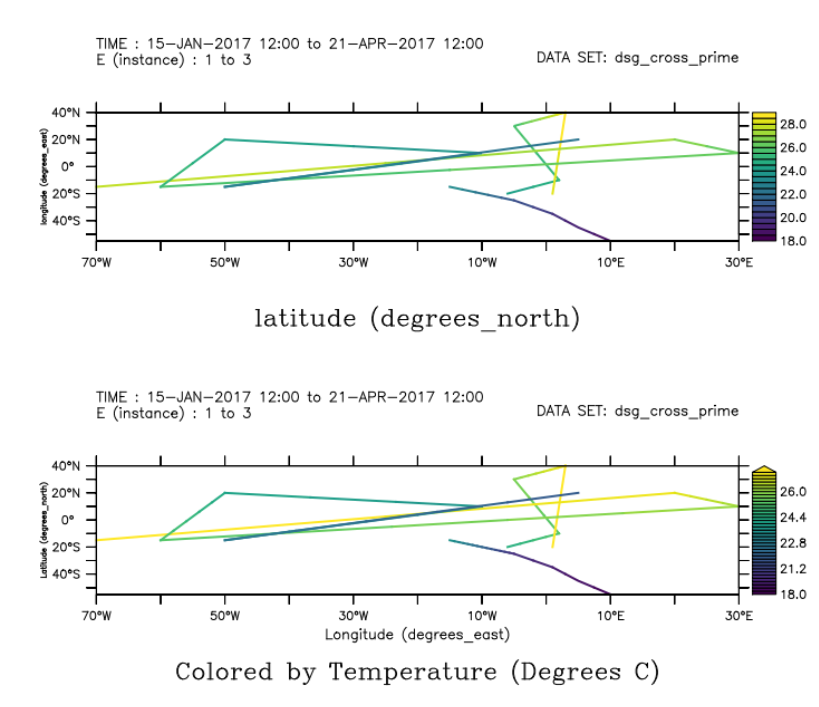 TIME : 15-JAN-2017 12:00 to 21-APR-2017 12:00
E (instance) : 1 to 3
DATA SET: dsg_cross_prime
longitude (degrees_east)
40°N
20°N
0°
20°S
40°S
70°W 50°W 30°W 10°W 10°E 30°E
28.0
26.0
24.0
22.0
20.0
18.0
latitude (degrees_north)
TIME : 15-JAN-2017 12:00 to 21-APR-2017 12:00
E (instance) : 1 to 3
DATA SET: dsg_cross_prime
Latitude (degrees_north)
40°N
20°N
0°
20°S
40°S
70°W 50°W 30°W 10°W 10°E 30°E
26.0
24.4
22.8
21.2
18.0
Longitude (degrees_east)
Colored by Temperature (Degrees C)